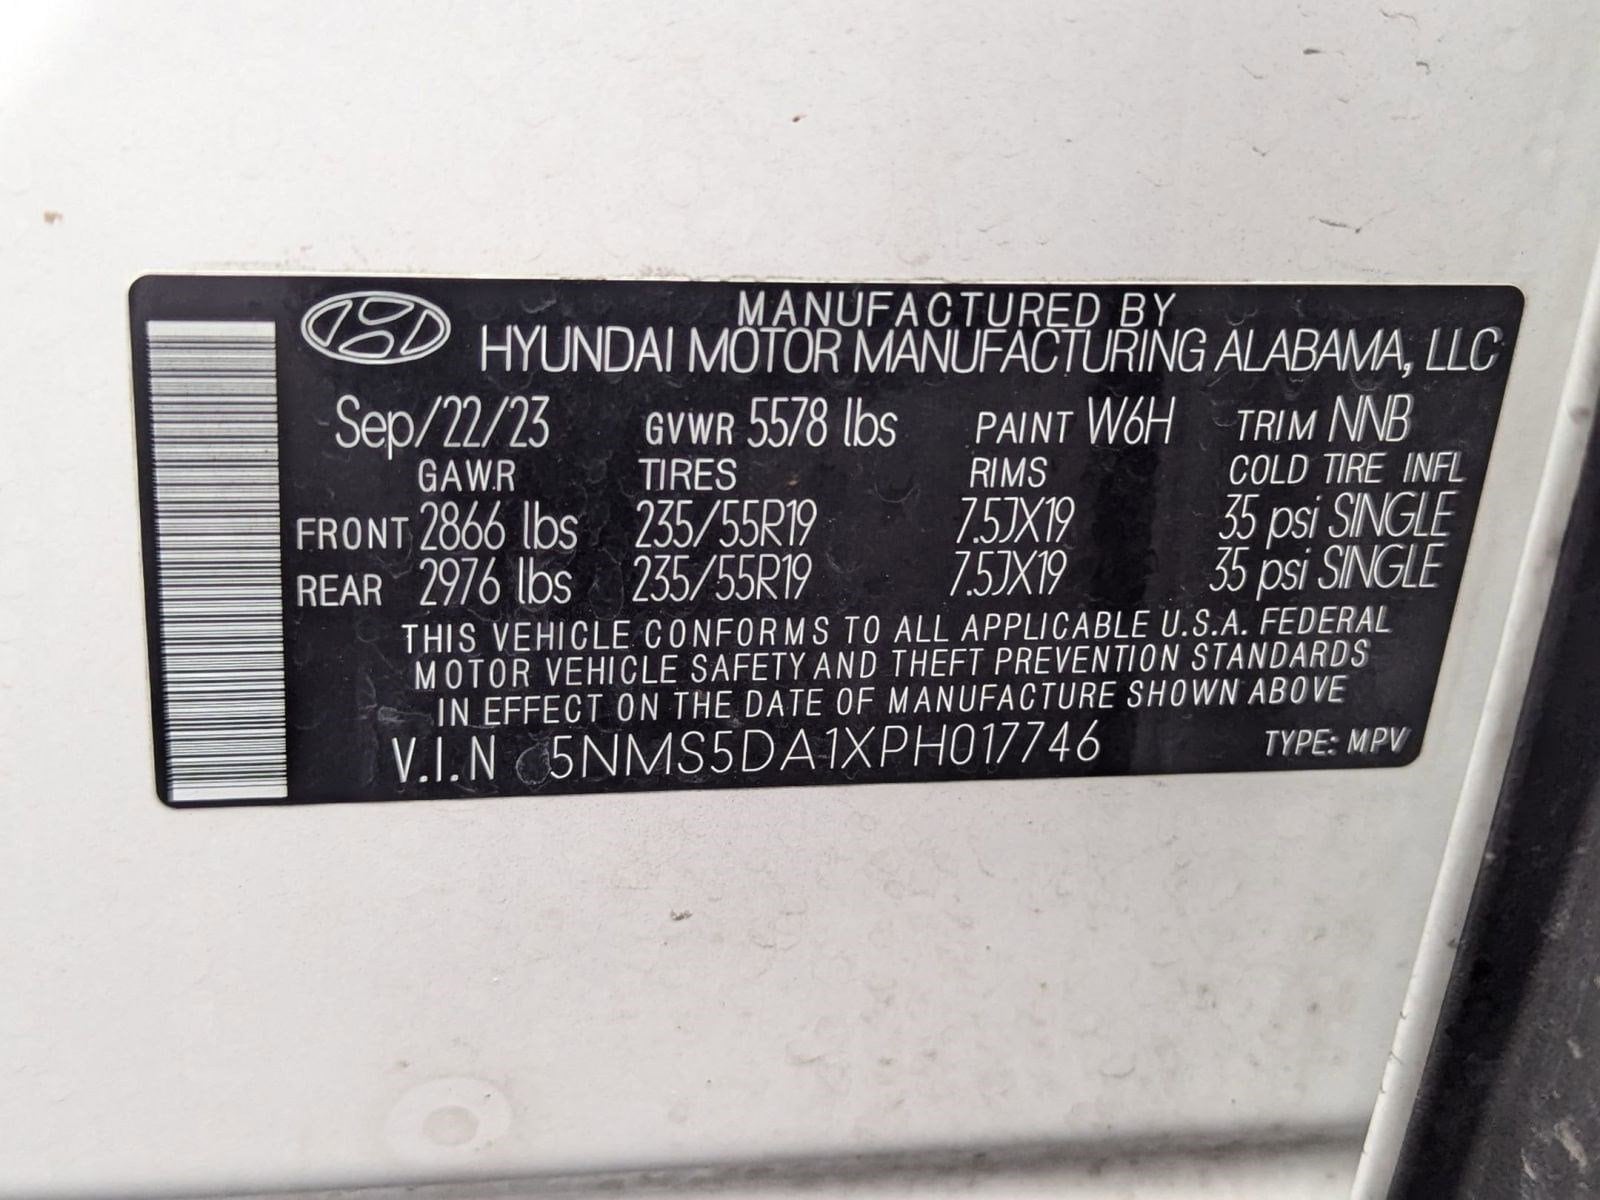 MANUFACTURED BY
HYUNDAI MOTOR MANUFACTURING ALABAMA, LLC
Sep/22/23 GVWR 5578 lbs PAINT W6H TRIM NNB
GAWR TIRES RIMS COLD TIRE INFL
FRONT 2866 lbs 235/55R19 7.5JX19 35 psi SINGLE
REAR 2976 lbs 235/55R19 7.5JX19 35 psi SINGLE
THIS VEHICLE CONFORMS TO ALL APPLICABLE U.S.A. FEDERAL
MOTOR VEHICLE SAFETY AND THEFT PREVENTION STANDARDS
IN EFFECT ON THE DATE OF MANUFACTURE SHOWN ABOVE
V.I.N 5NMS5DA1XPH017746 TYPE: MPV